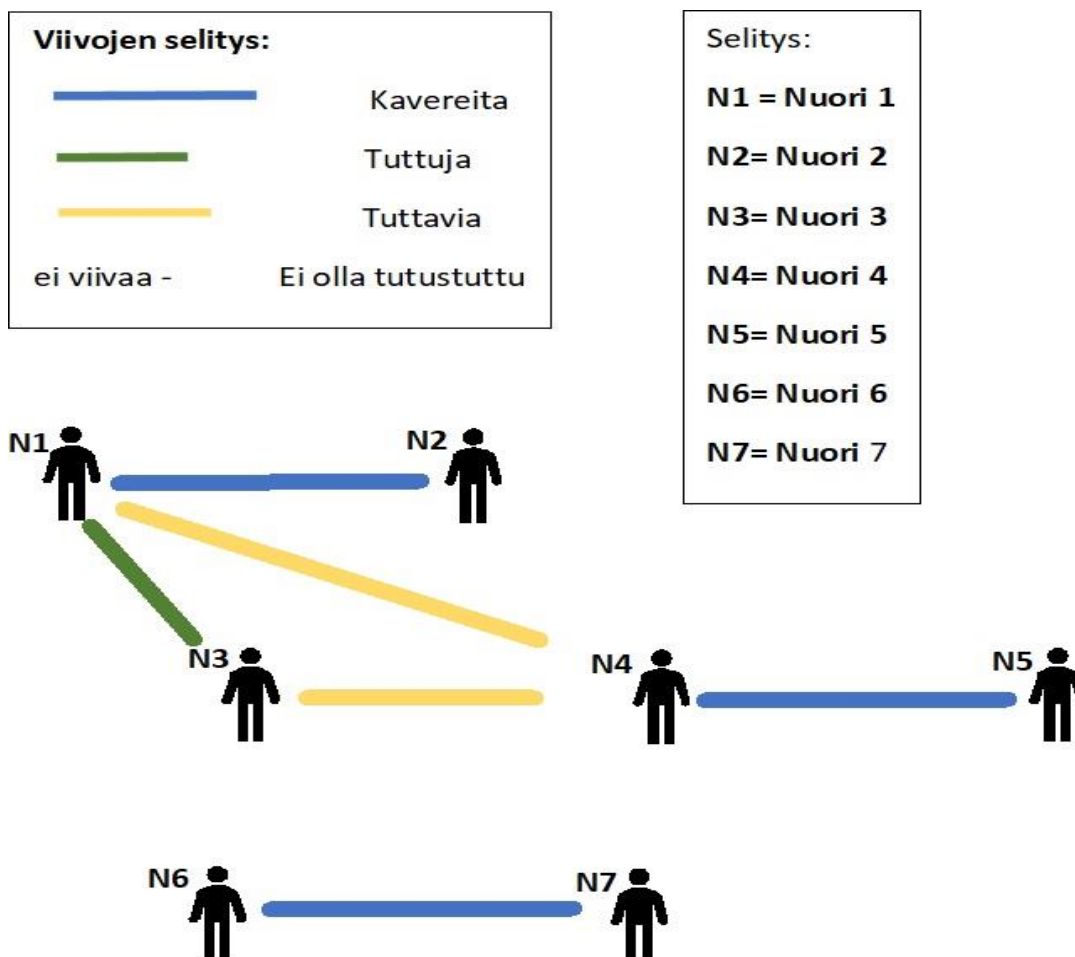 Viivojen selitys:
Kavereita
Tuttuja
Tuttavia
ei viivaa - Ei olla tutustuttu
Selitys:
N1 = Nuori 1
N2= Nuori 2
N3= Nuori 3
N4= Nuori 4
N5= Nuori 5
N6= Nuori 6
N7= Nuori 7
N1
N2
N3
N4
N5
N6
N7